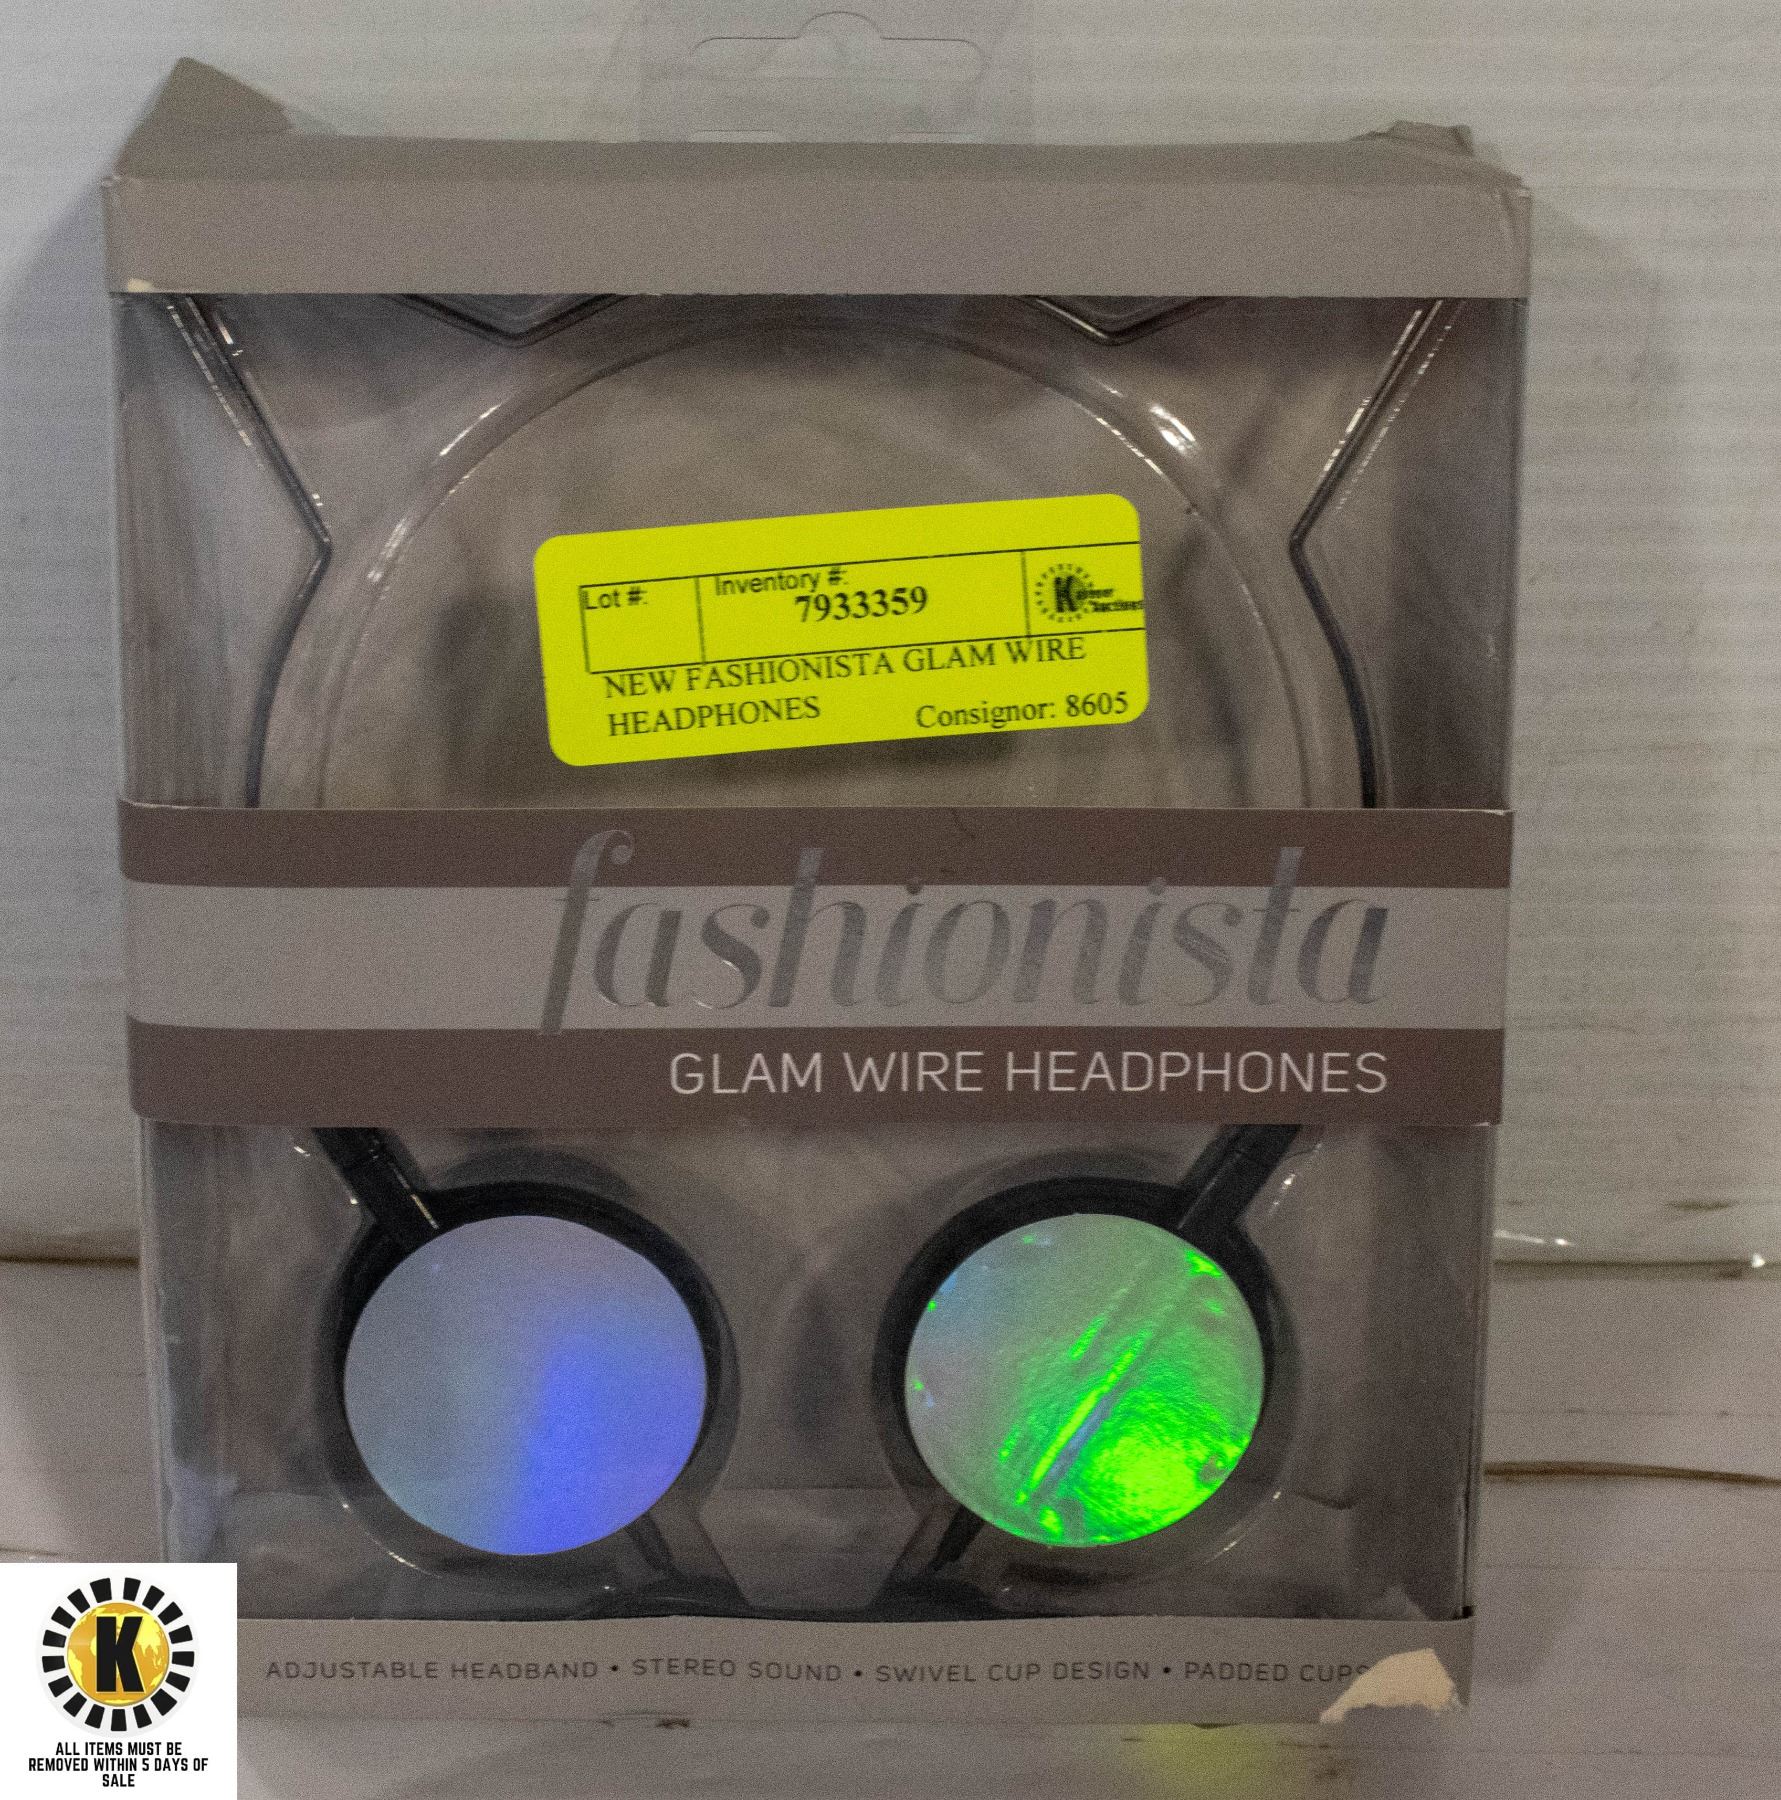 Lot #:
Inventory #:
7933359
NEW FASHIONISTA GLAM WIRE
HEADPHONES
Consignor: 8605
fashionista
GLAM WIRE HEADPHONES
ADJUSTABLE HEADBAND • STEREO SOUND • SWIVEL CUP DESIGN • PADDED CUPS
K
ALL ITEMS MUST BE
REMOVED WITHIN 5 DAYS OF
SALE